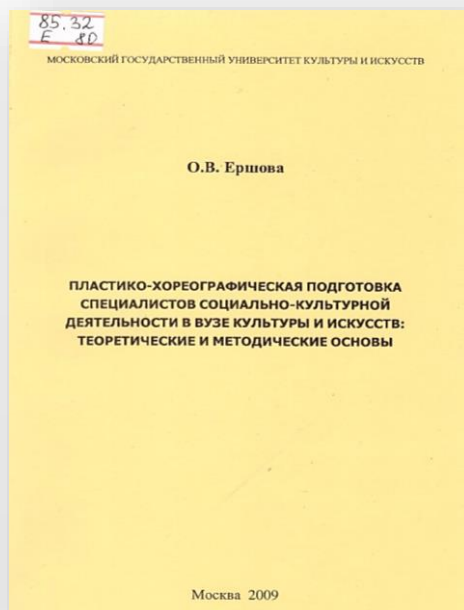 85.32
Е 80
МОСКОВСКИЙ ГОСУДАРСТВЕННЫЙ УНИВЕРСИТЕТ КУЛЬТУРЫ И ИСКУССТВ
О.В. Ершова
ПЛАСТИКО-ХОРЕОГРАФИЧЕСКАЯ ПОДГОТОВКА
СПЕЦИАЛИСТОВ СОЦИАЛЬНО-КУЛЬТУРНОЙ
ДЕЯТЕЛЬНОСТИ В ВУЗЕ КУЛЬТУРЫ И ИСКУССТВ:
ТЕОРЕТИЧЕСКИЕ И МЕТОДИЧЕСКИЕ ОСНОВЫ
Москва 2009